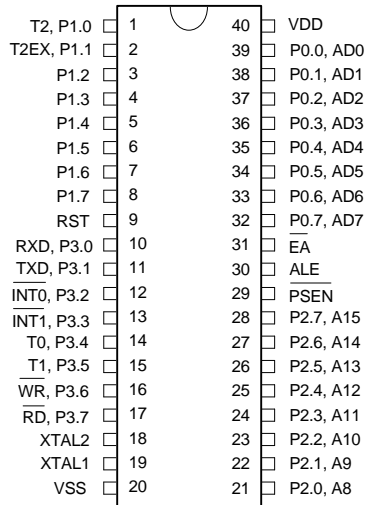 T2, P1.0 1 40 VDD
T2EX, P1.1 2 39 P0.0, AD0
P1.2 3 38 P0.1, AD1
P1.3 4 37 P0.2, AD2
P1.4 5 36 P0.3, AD3
P1.5 6 35 P0.4, AD4
P1.6 7 34 P0.5, AD5
P1.7 8 33 P0.6, AD6
RST 9 32 P0.7, AD7
RXD, P3.0 10 31 E̅A̅
TXD, P3.1 11 30 ALE
I̅N̅T̅0̅, P3.2 12 29 P̅S̅E̅N̅
I̅N̅T̅1̅, P3.3 13 28 P2.7, A15
T0, P3.4 14 27 P2.6, A14
T1, P3.5 15 26 P2.5, A13
W̅R̅, P3.6 16 25 P2.4, A12
R̅D̅, P3.7 17 24 P2.3, A11
XTAL2 18 23 P2.2, A10
XTAL1 19 22 P2.1, A9
VSS 20 21 P2.0, A8